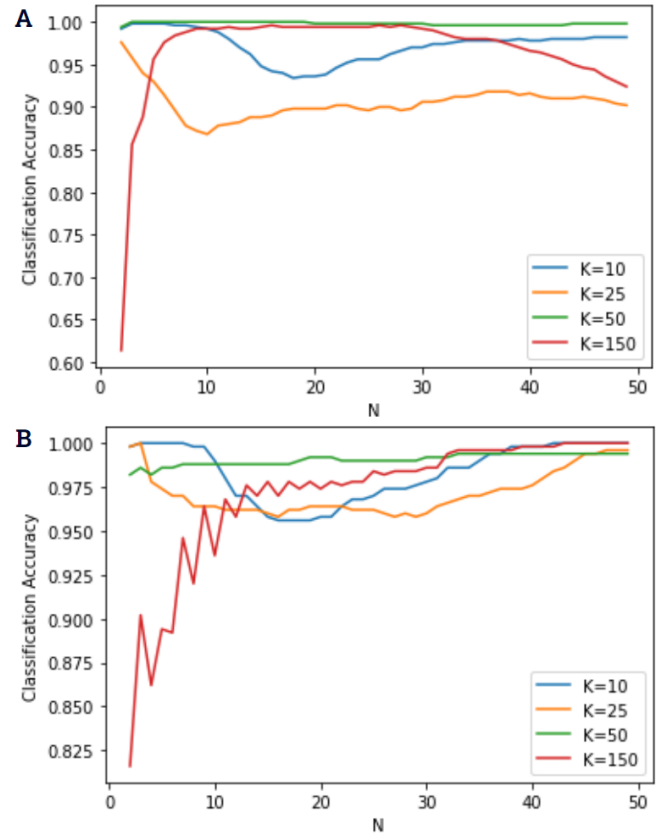 A
1.00
0.95
0.90
0.85
0.80
0.75
0.70
0.65
0.60
Classification Accuracy
K=10
K=25
K=50
K=150
0 10 20 30 40 50
N
B
1.000
0.975
0.950
0.925
0.900
0.875
0.850
0.825
Classification Accuracy
K=10
K=25
K=50
K=150
0 10 20 30 40 50
N